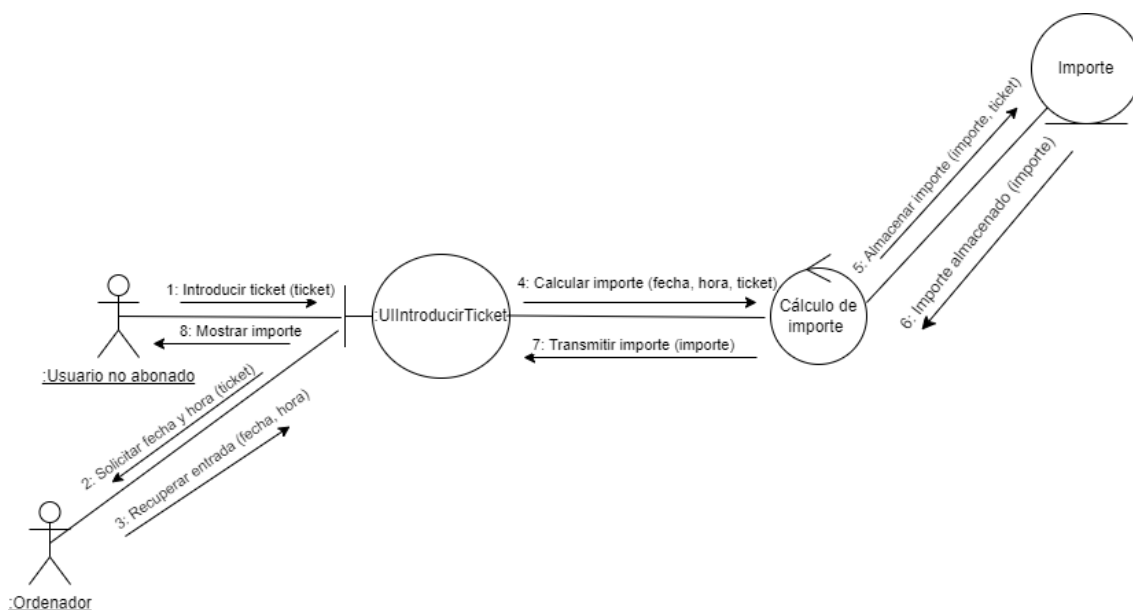 Importe
5: Almacenar importe (importe, ticket)
6: Importe almacenado (importe)
1: Introducir ticket (ticket)
4: Calcular importe (fecha, hora, ticket)
:UIIntroducirTicket
Cálculo de
importe
8: Mostrar importe
7: Transmitir importe (importe)
:Usuario no abonado
2: Solicitar fecha y hora (ticket)
3: Recuperar entrada (fecha, hora)
:Ordenador